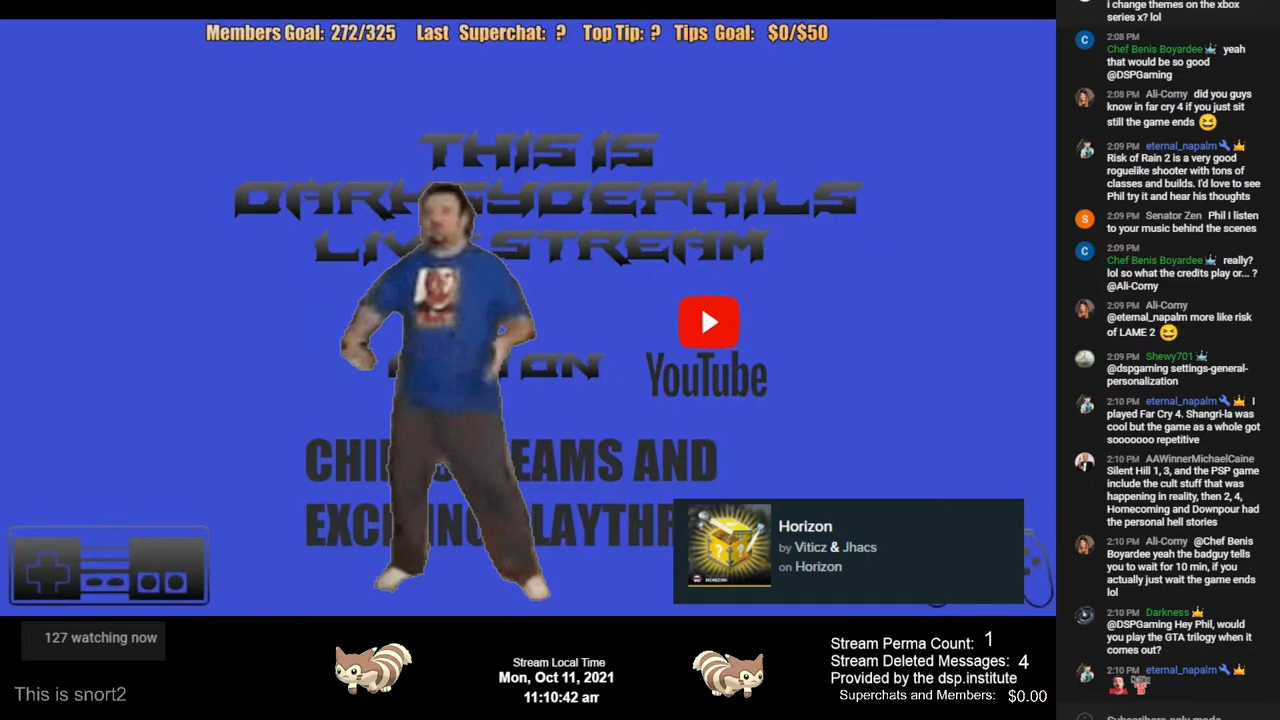 Members Goal: 272/325 Last Superchat: ? Top Tip: ? Tips Goal: $0/$50
THIS IS
DARKSYDEPHILS
LIVESTREAM
ON
YouTube
STREAMS AND
Horizon
by Viticz & Jhacs
on Horizon
HORIZON
127 watching now
This is snort2
Stream Local Time
Mon, Oct 11, 2021
11:10:42 am
Stream Perma Count: 1
Stream Deleted Messages: 4
Provided by the dsp.institute
Superchats and Members: $0.00
i change themes on the xbox
series x? lol
C
2:08 PM
Chef Benis Boyardee yeah
that would be so good
@DSPGaming
2:08 PM Ali-Corny did you guys
know in far cry 4 if you just sit
still the game ends 😆
2:09 PM eternal_napalm
Risk of Rain 2 is a very good
roguelike shooter with tons of
classes and builds. I'd love to see
Phil try it and hear his thoughts
S
2:09 PM Senator Zen Phil I listen
to your music behind the scenes
C
2:09 PM
Chef Benis Boyardee really?
lol so what the credits play or... ?
@Ali-Corny
2:09 PM Ali-Corny
@eternal_napalm more like risk
of LAME 2 😆
2:09 PM Shewy701
@dspgaming settings-general-
personalization
2:10 PM eternal_napalm I
played Far Cry 4. Shangri-la was
cool but the game as a whole got
sooooooo repetitive
2:10 PM AAWinnerMichaelCaine
Silent Hill 1, 3, and the PSP game
include the cult stuff that was
happening in reality, then 2, 4,
Homecoming and Downpour had
the personal hell stories
2:10 PM Ali-Corny @Chef Benis
Boyardee yeah the badguy tells
you to wait for 10 min, if you
actually just wait the game ends
lol
2:10 PM Darkness
@DSPGaming Hey Phil, would
you play the GTA trilogy when it
comes out?
2:10 PM eternal_napalm
Subscribers-only mode